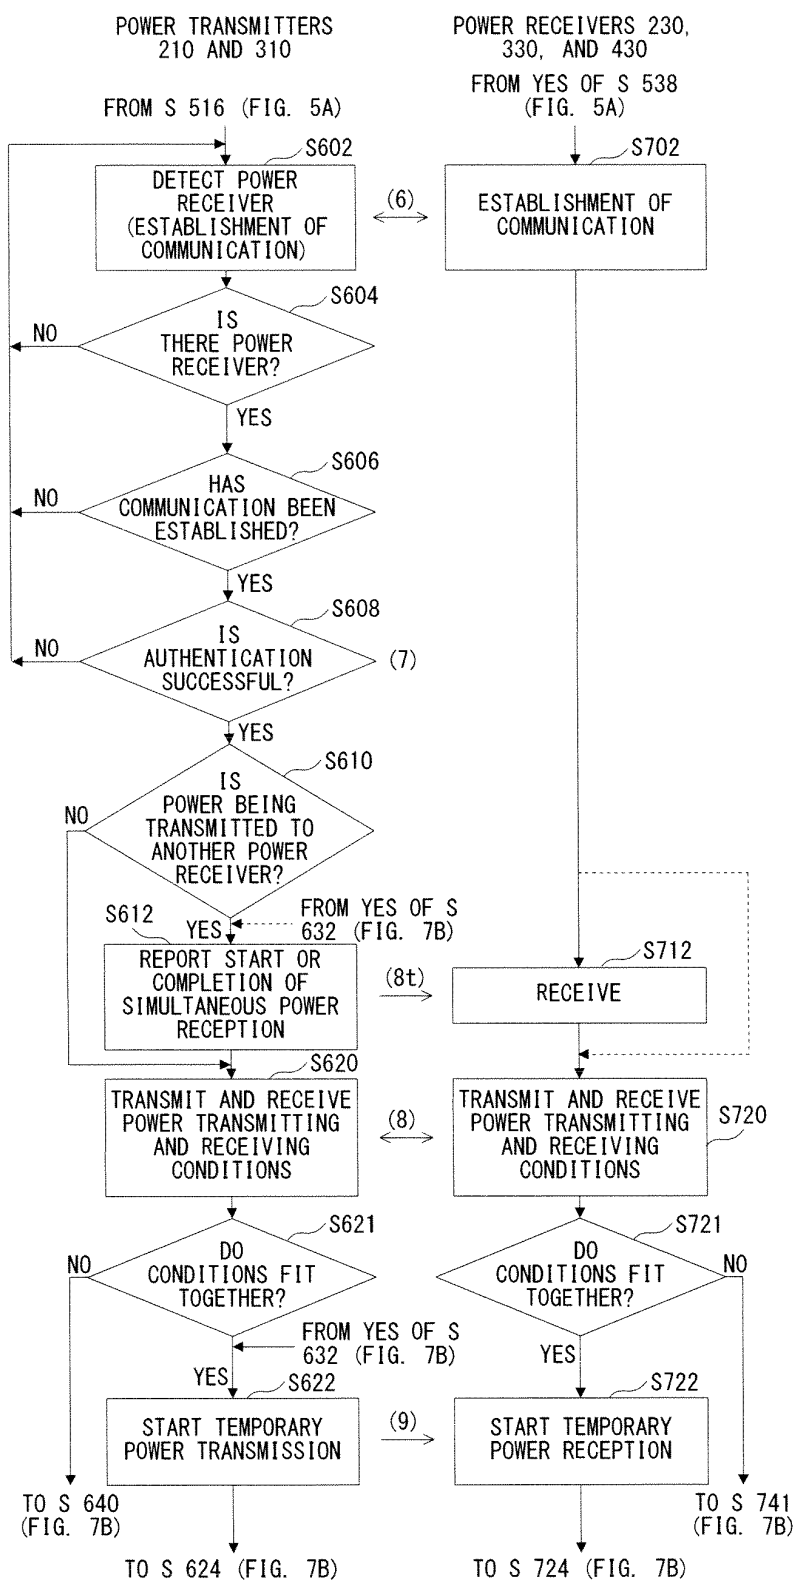 POWER TRANSMITTERS
210 AND 310
POWER RECEIVERS 230,
330, AND 430
FROM S 516 (FIG. 5A)
FROM YES OF S 538
(FIG. 5A)
S602
DETECT POWER
RECEIVER
(ESTABLISHMENT OF
COMMUNICATION)
(6)
S702
ESTABLISHMENT OF
COMMUNICATION
S604
IS
THERE POWER
RECEIVER?
NO
YES
S606
HAS
COMMUNICATION BEEN
ESTABLISHED?
NO
YES
S608
IS
AUTHENTICATION
SUCCESSFUL?
NO
(7)
YES
S610
IS
POWER BEING
TRANSMITTED TO
ANOTHER POWER
RECEIVER?
NO
YES
FROM YES OF S
632 (FIG. 7B)
S612
REPORT START OR
COMPLETION OF
SIMULTANEOUS POWER
RECEPTION
(8t)
S712
RECEIVE
S620
TRANSMIT AND RECEIVE
POWER TRANSMITTING
AND RECEIVING
CONDITIONS
(8)
TRANSMIT AND RECEIVE
POWER TRANSMITTING
AND RECEIVING
CONDITIONS
S720
S621
DO
CONDITIONS FIT
TOGETHER?
NO
S721
DO
CONDITIONS FIT
TOGETHER?
NO
FROM YES OF S
632 (FIG. 7B)
YES
YES
S622
START TEMPORARY
POWER TRANSMISSION
(9)
S722
START TEMPORARY
POWER RECEPTION
TO S 640
(FIG. 7B)
TO S 741
(FIG. 7B)
TO S 624 (FIG. 7B)
TO S 724 (FIG. 7B)